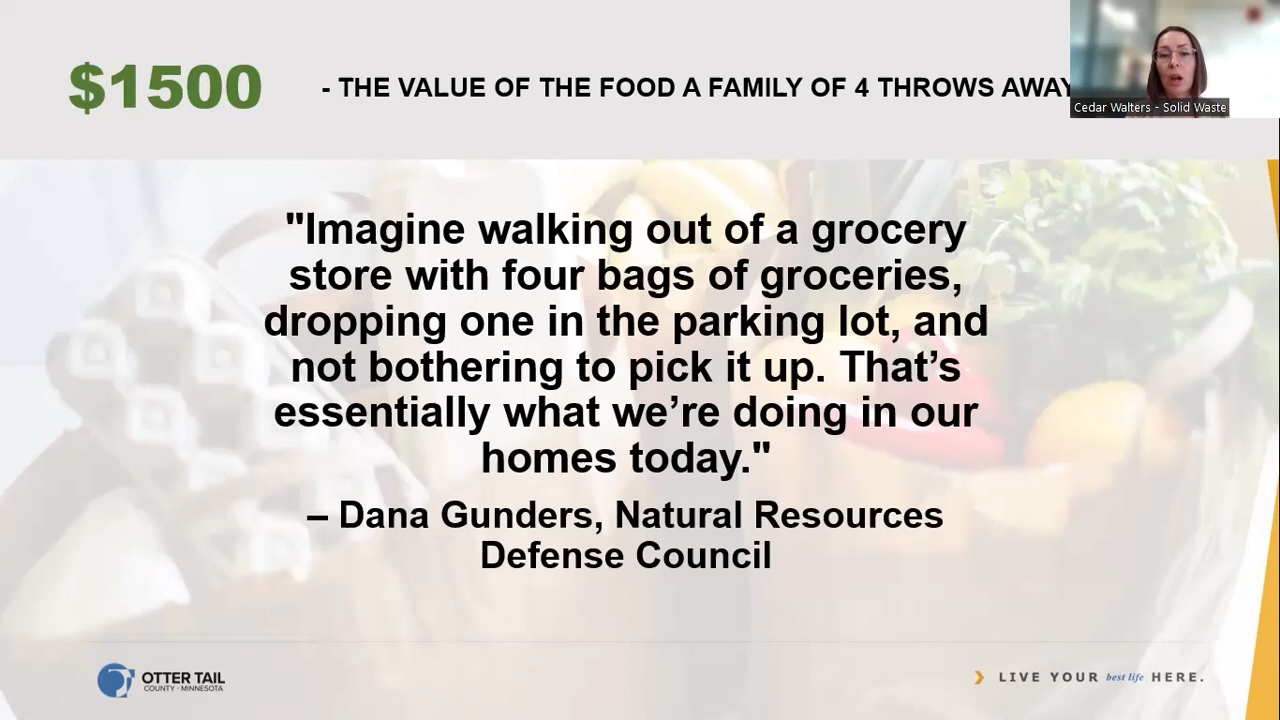 $1500
- THE VALUE OF THE FOOD A FAMILY OF 4 THROWS AWAY
Cedar Walters - Solid Waste
"Imagine walking out of a grocery
store with four bags of groceries,
dropping one in the parking lot, and
not bothering to pick it up. That’s
essentially what we’re doing in our
homes today."
– Dana Gunders, Natural Resources
Defense Council
OTTER TAIL
COUNTY - MINNESOTA
LIVE YOUR best life HERE.